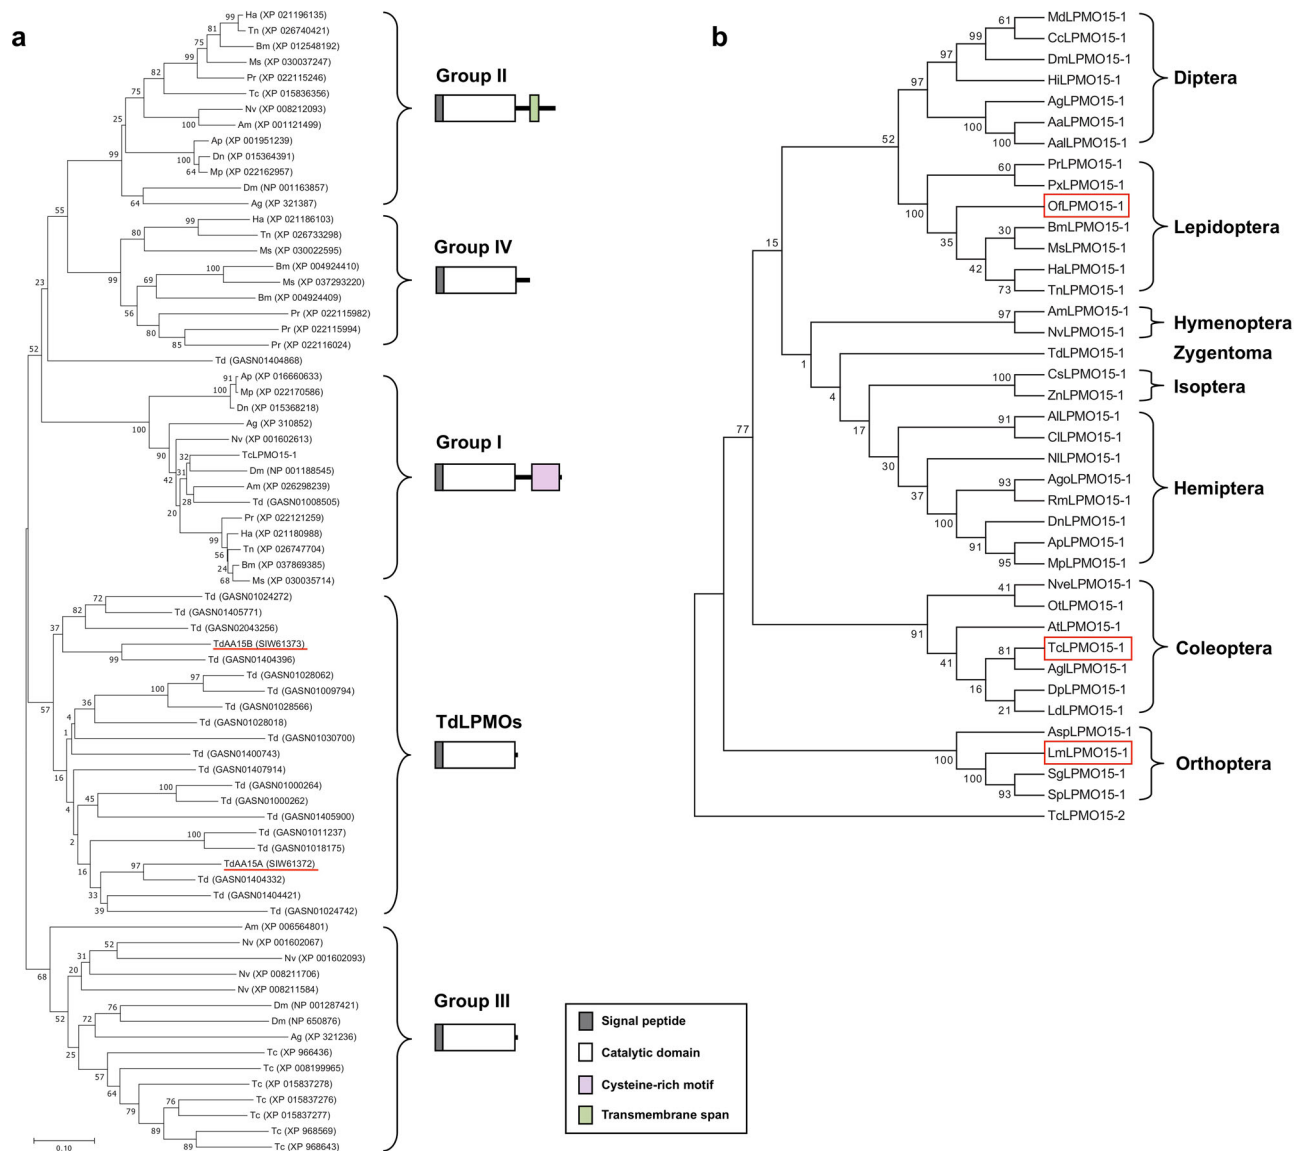 a
Ha (XP 021196135)
Tn (XP 026740421)
Bm (XP 012548192)
Ms (XP 030037247)
Pr (XP 022115246)
Tc (XP 015836356)
Nv (XP 008212093)
Am (XP 001121499)
Ap (XP 001951239)
Dn (XP 015364391)
Mp (XP 022162957)
Dm (NP 001163857)
Ag (XP 321387)
Ha (XP 021186103)
Tn (XP 026733298)
Ms (XP 030022595)
Bm (XP 004924410)
Ms (XP 037293220)
Bm (XP 004924409)
Pr (XP 022115982)
Pr (XP 022115994)
Pr (XP 022116024)
Td (GASN01404868)
Ap (XP 016660633)
Mp (XP 022170586)
Dn (XP 015368218)
Ag (XP 310852)
Nv (XP 001602613)
TcLPMO15-1
Dm (NP 001188545)
Am (XP 026298239)
Td (GASN01008505)
Pr (XP 022121259)
Ha (XP 021180988)
Tn (XP 026747704)
Bm (XP 037869385)
Ms (XP 030035714)
Td (GASN01024272)
Td (GASN01405771)
Td (GASN02043256)
TdAA15B (SIW61373)
Td (GASN01404396)
Td (GASN01028062)
Td (GASN01009794)
Td (GASN01028566)
Td (GASN01028018)
Td (GASN01030700)
Td (GASN01400743)
Td (GASN01407914)
Td (GASN01000264)
Td (GASN01000262)
Td (GASN01405900)
Td (GASN01011237)
Td (GASN01018175)
TdAA15A (SIW61372)
Td (GASN01404332)
Td (GASN01404421)
Td (GASN01024742)
Am (XP 006564801)
Nv (XP 001602067)
Nv (XP 001602093)
Nv (XP 008211706)
Nv (XP 008211584)
Dm (NP 001287421)
Dm (NP 650876)
Ag (XP 321236)
Tc (XP 966436)
Tc (XP 008199965)
Tc (XP 015837278)
Tc (XP 015837276)
Tc (XP 015837277)
Tc (XP 968569)
Tc (XP 968643)
99
81
75
99
82
75
100
25
100
64
99
64
55
99
80
100
69
99
56
80
85
23
52
91
100
100
90
32
31
42
28
20
99
56
24
68
72
82
37
99
57
97
100
36
4
1
16
45
100
4
2
100
16
97
33
39
68
52
31
20
52
76
72
25
57
64
79
76
89
89
0.10
Group II
Group IV
Group I
TdLPMOs
Group III
Signal peptide
Catalytic domain
Cysteine-rich motif
Transmembrane span
b
MdLPMO15-1
CcLPMO15-1
DmLPMO15-1
HiLPMO15-1
AgLPMO15-1
AaLPMO15-1
AalLPMO15-1
PrLPMO15-1
PxLPMO15-1
OfLPMO15-1
BmLPMO15-1
MsLPMO15-1
HaLPMO15-1
TnLPMO15-1
AmLPMO15-1
NvLPMO15-1
TdLPMO15-1
CsLPMO15-1
ZnLPMO15-1
AlLPMO15-1
ClLPMO15-1
NlLPMO15-1
AgoLPMO15-1
RmLPMO15-1
DnLPMO15-1
ApLPMO15-1
MpLPMO15-1
NveLPMO15-1
OtLPMO15-1
AtLPMO15-1
TcLPMO15-1
AglLPMO15-1
DpLPMO15-1
LdLPMO15-1
AspLPMO15-1
LmLPMO15-1
SgLPMO15-1
SpLPMO15-1
TcLPMO15-2
61
99
97
97
100
100
52
60
100
35
30
42
73
15
97
1
4
100
17
91
30
37
93
100
91
95
77
41
91
41
81
16
21
100
100
93
Diptera
Lepidoptera
Hymenoptera
Zygentoma
Isoptera
Hemiptera
Coleoptera
Orthoptera